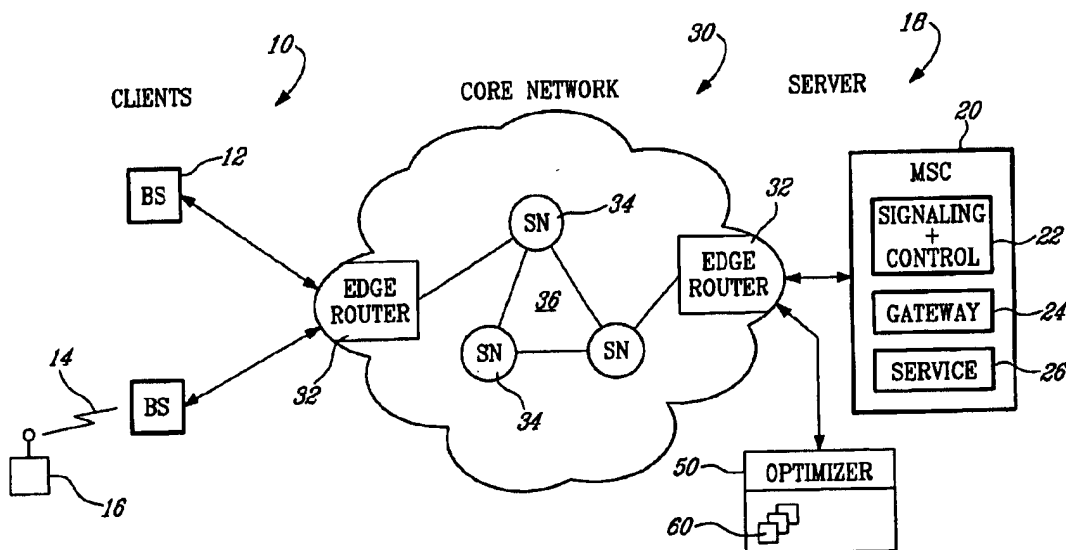 10
30
18
CLIENTS
CORE NETWORK
SERVER
20
12
BS
SN
34
32
MSC
SIGNALING
+
CONTROL
22
EDGE
ROUTER
36
EDGE
ROUTER
GATEWAY
24
SN
SN
SERVICE
26
14
BS
32
34
16
50
OPTIMIZER
60